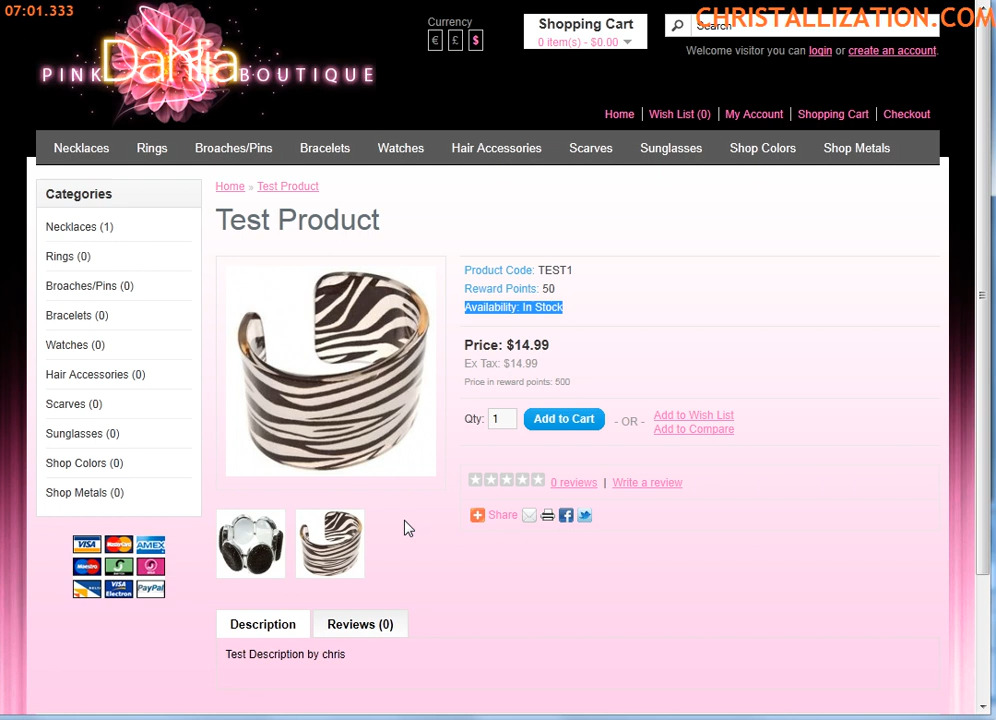 07:01.333
CHRISTALLIZATION.COM
PINK Dahlia BOUTIQUE
Currency
€ £ $
Shopping Cart
0 item(s) - $0.00
Search
Welcome visitor you can login or create an account.
Home Wish List (0) My Account Shopping Cart Checkout
Necklaces Rings Broaches/Pins Bracelets Watches Hair Accessories Scarves Sunglasses Shop Colors Shop Metals
Categories
Necklaces (1)
Rings (0)
Broaches/Pins (0)
Bracelets (0)
Watches (0)
Hair Accessories (0)
Scarves (0)
Sunglasses (0)
Shop Colors (0)
Shop Metals (0)
VISA MasterCard AMEX
Maestro
VISA Electron PayPal
Home » Test Product
Test Product
Product Code: TEST1
Reward Points: 50
Availability: In Stock
Price: $14.99
Ex Tax: $14.99
Price in reward points: 500
Qty: 1 Add to Cart - OR - Add to Wish List
Add to Compare
0 reviews | Write a review
Share
Description Reviews (0)
Test Description by chris